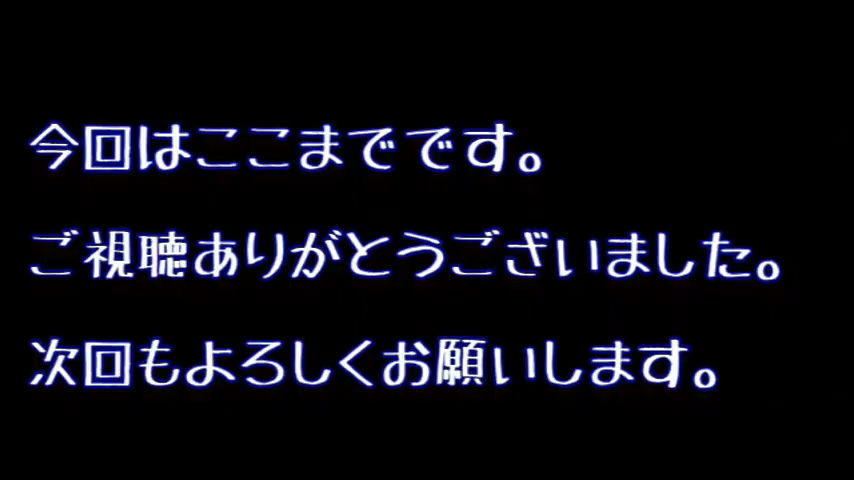 今回はここまでです。
ご視聴ありがとうございました。
次回もよろしくお願いします。